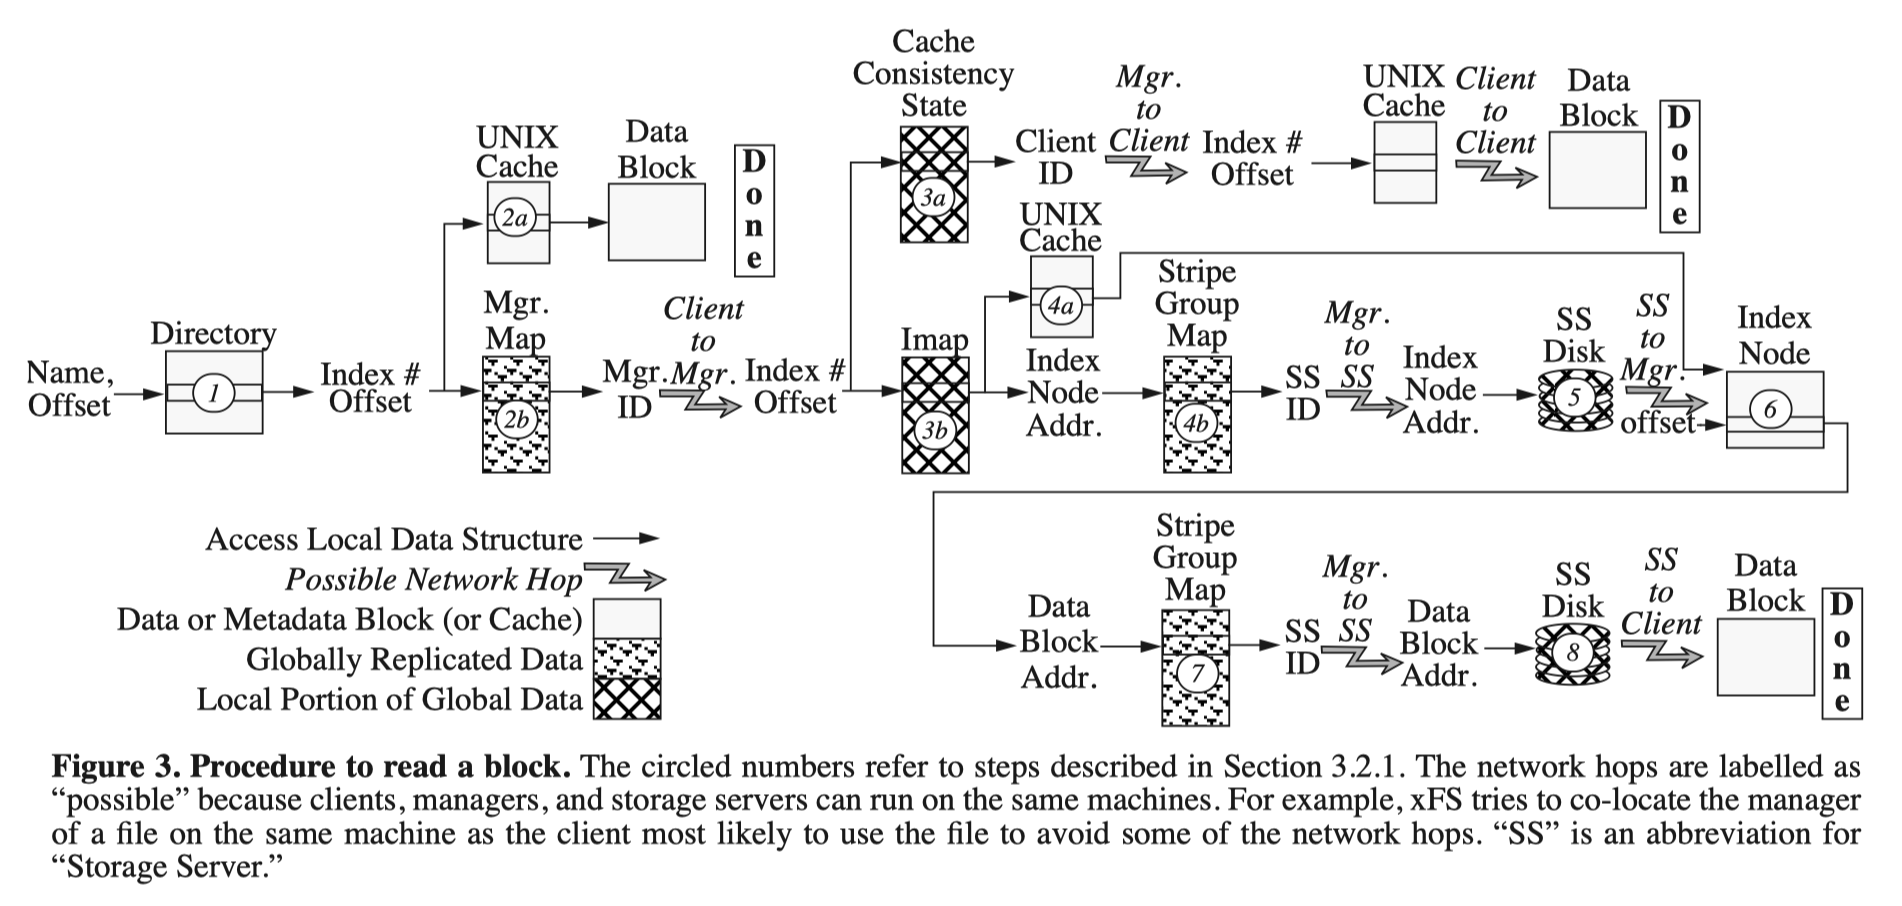 Cache
Consistency
State
Mgr.
to
Client
UNIX
Cache
Client
to
Client
Data
Block
Done
UNIX
Cache
Data
Block
Done
3a
Client
ID
Index #
Offset
2a
UNIX
Cache
4a
Stripe
Group
Map
Name,
Offset
Directory
1
Index #
Offset
Mgr.
Map
2b
Mgr.
ID
Client
to
Mgr.
Index #
Offset
Imap
3b
Index
Node
Addr.
4b
SS
ID
Mgr.
to
SS
Index
Node
Addr.
SS
Disk
5
SS
to
Mgr.
offset
Index
Node
6
Access Local Data Structure
Possible Network Hop
Data or Metadata Block (or Cache)
Globally Replicated Data
Local Portion of Global Data
Data
Block
Addr.
Stripe
Group
Map
7
SS
ID
Mgr.
to
SS
Data
Block
Addr.
SS
Disk
8
SS
to
Client
Data
Block
Done
Figure 3. Procedure to read a block. The circled numbers refer to steps described in Section 3.2.1. The network hops are labelled as
“possible” because clients, managers, and storage servers can run on the same machines. For example, xFS tries to co-locate the manager
of a file on the same machine as the client most likely to use the file to avoid some of the network hops. “SS” is an abbreviation for
“Storage Server.”